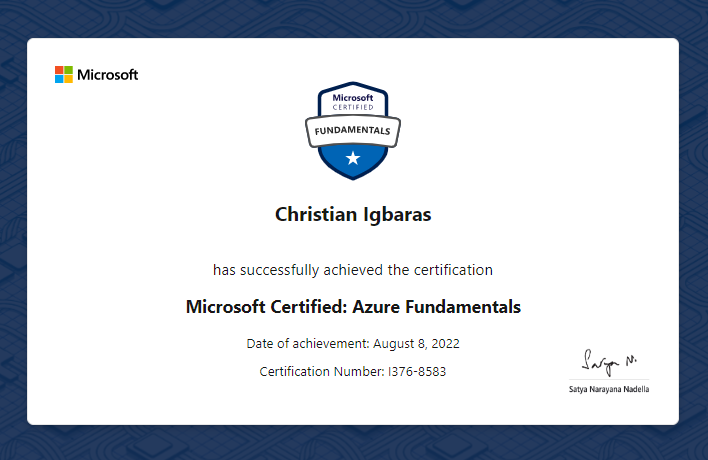 Microsoft
Microsoft
CERTIFIED
FUNDAMENTALS
Christian Igbaras
has successfully achieved the certification
Microsoft Certified: Azure Fundamentals
Date of achievement: August 8, 2022
Certification Number: I376-8583
Satya N.
Satya Narayana Nadella